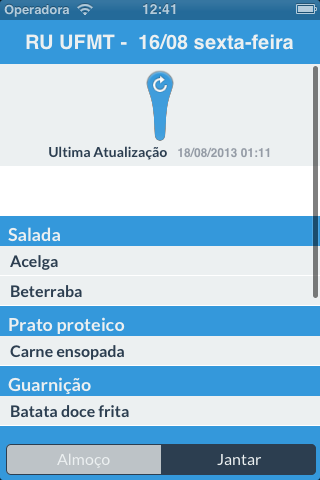 Operadora 12:41
RU UFMT - 16/08 sexta-feira
Ultima Atualização 18/08/2013 01:11
Salada
Acelga
Beterraba
Prato proteico
Carne ensopada
Guarnição
Batata doce frita
Almoço Jantar